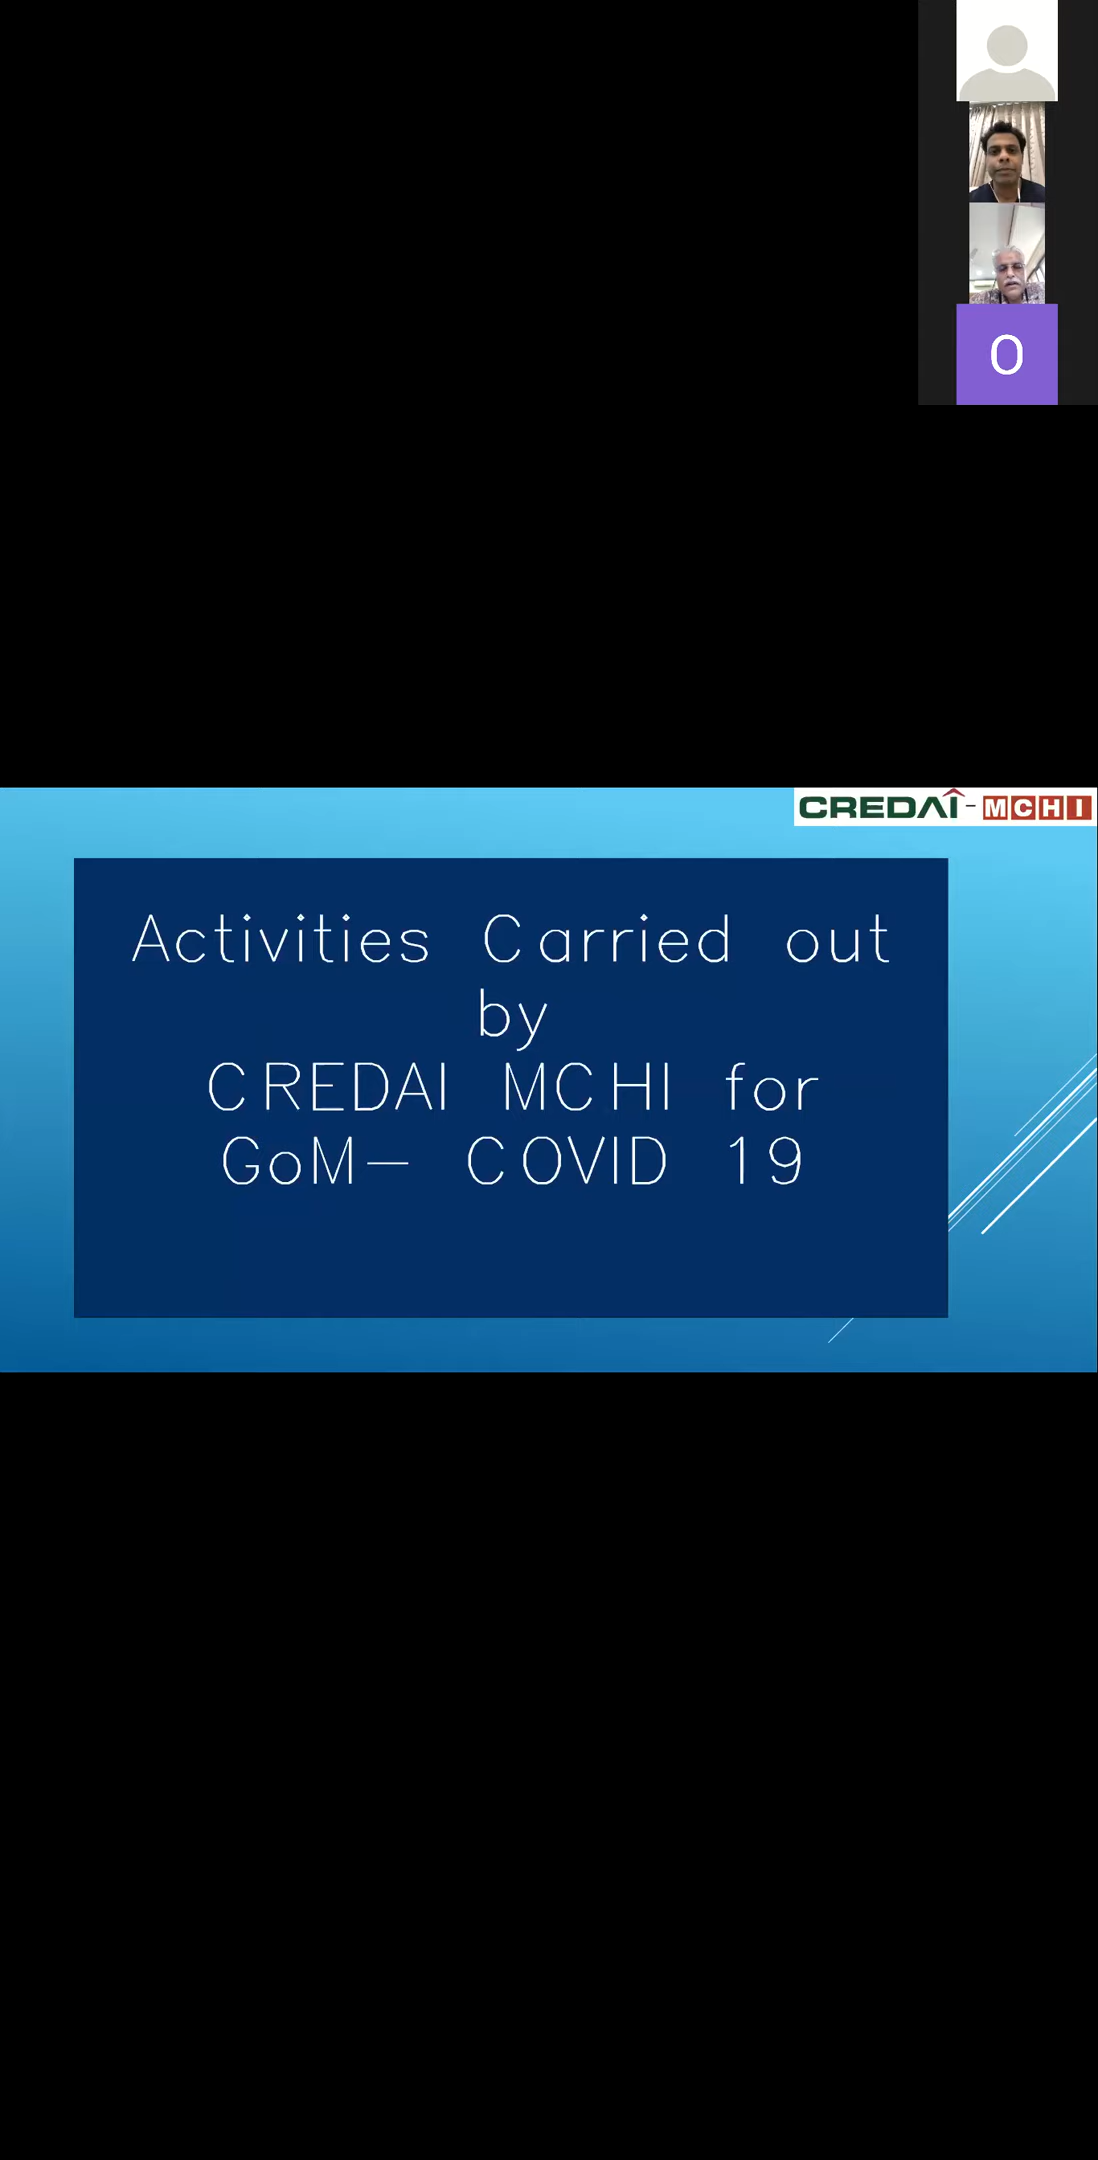 O
CREDAI-MCHI
Activities Carried out
by
CREDAI MCHI for
GoM- COVID 19